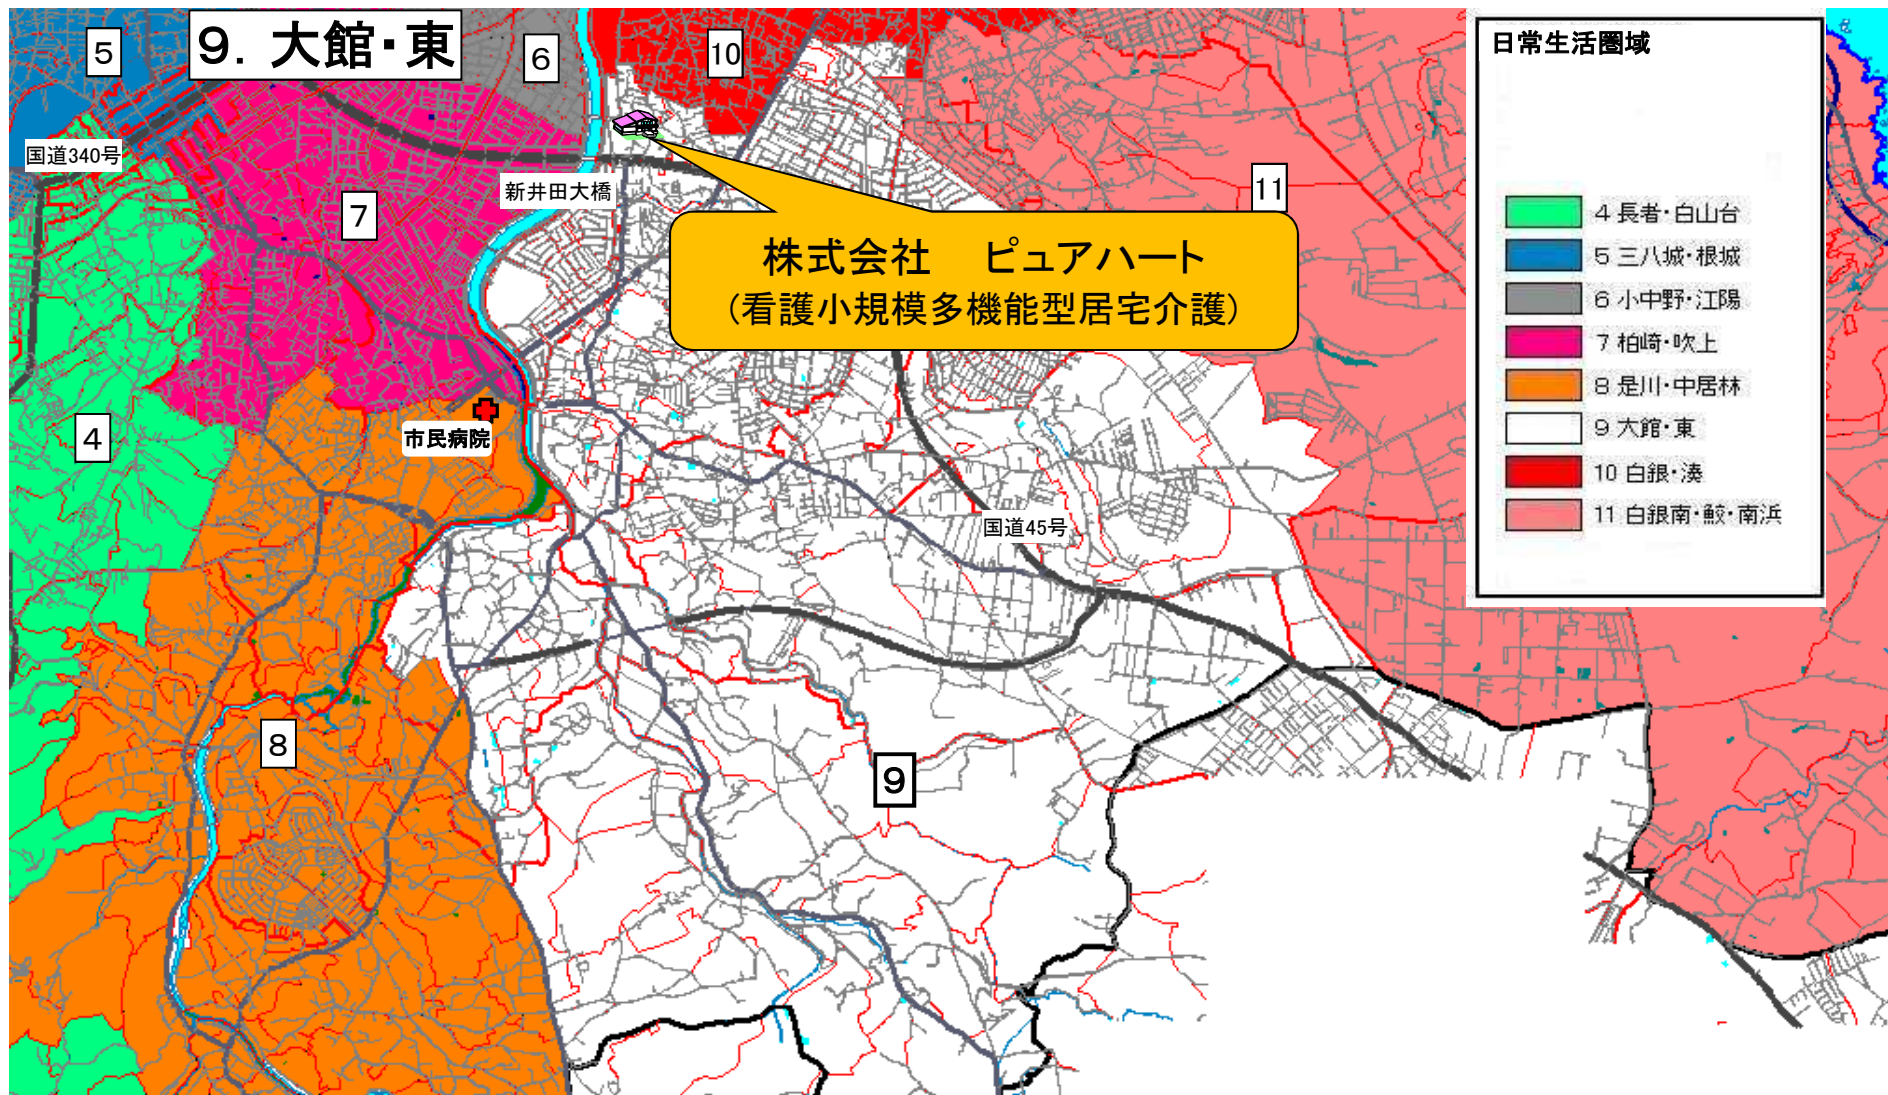 9. 大館・東
5
6
10
国道340号
新井田大橋
7
11
株式会社 ピュアハート
(看護小規模多機能型居宅介護)
4
市民病院
国道45号
8
9
日常生活圏域
4 長者・白山台
5 三八城・根城
6 小中野・江陽
7 柏崎・吹上
8 是川・中居林
9 大館・東
10 白銀・湊
11 白銀南・鮫・南浜